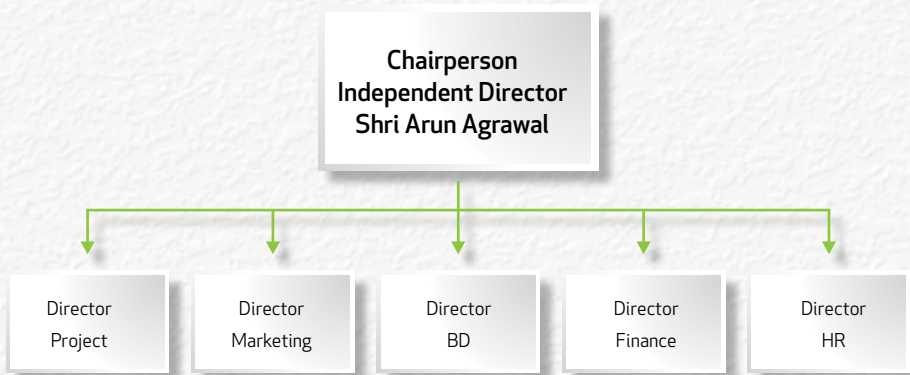 Chairperson
Independent Director
Shri Arun Agrawal
Director
Project
Director
Marketing
Director
BD
Director
Finance
Director
HR